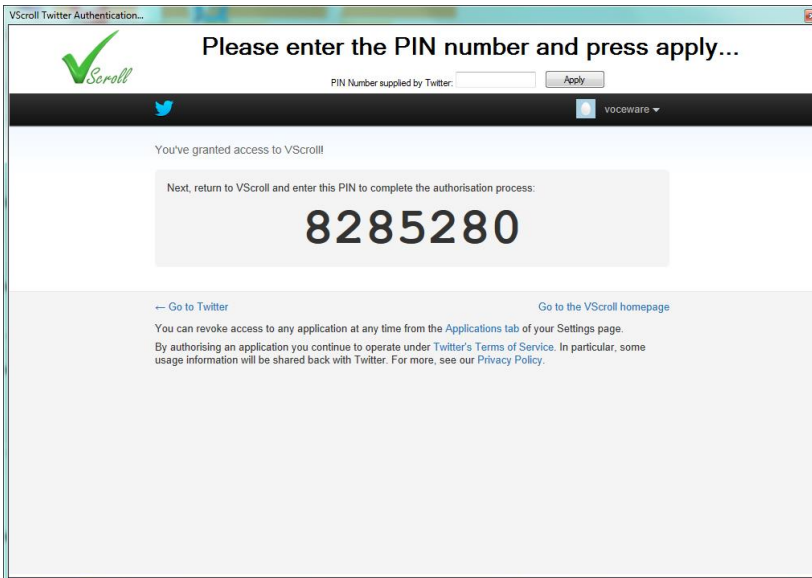 VScroll Twitter Authentication...
VScroll
Please enter the PIN number and press apply...
PIN Number supplied by Twitter:
Apply
voceware
You've granted access to VScroll!
Next, return to VScroll and enter this PIN to complete the authorisation process:
8285280
← Go to Twitter
Go to the VScroll homepage
You can revoke access to any application at any time from the Applications tab of your Settings page.
By authorising an application you continue to operate under Twitter's Terms of Service. In particular, some
usage information will be shared back with Twitter. For more, see our Privacy Policy.